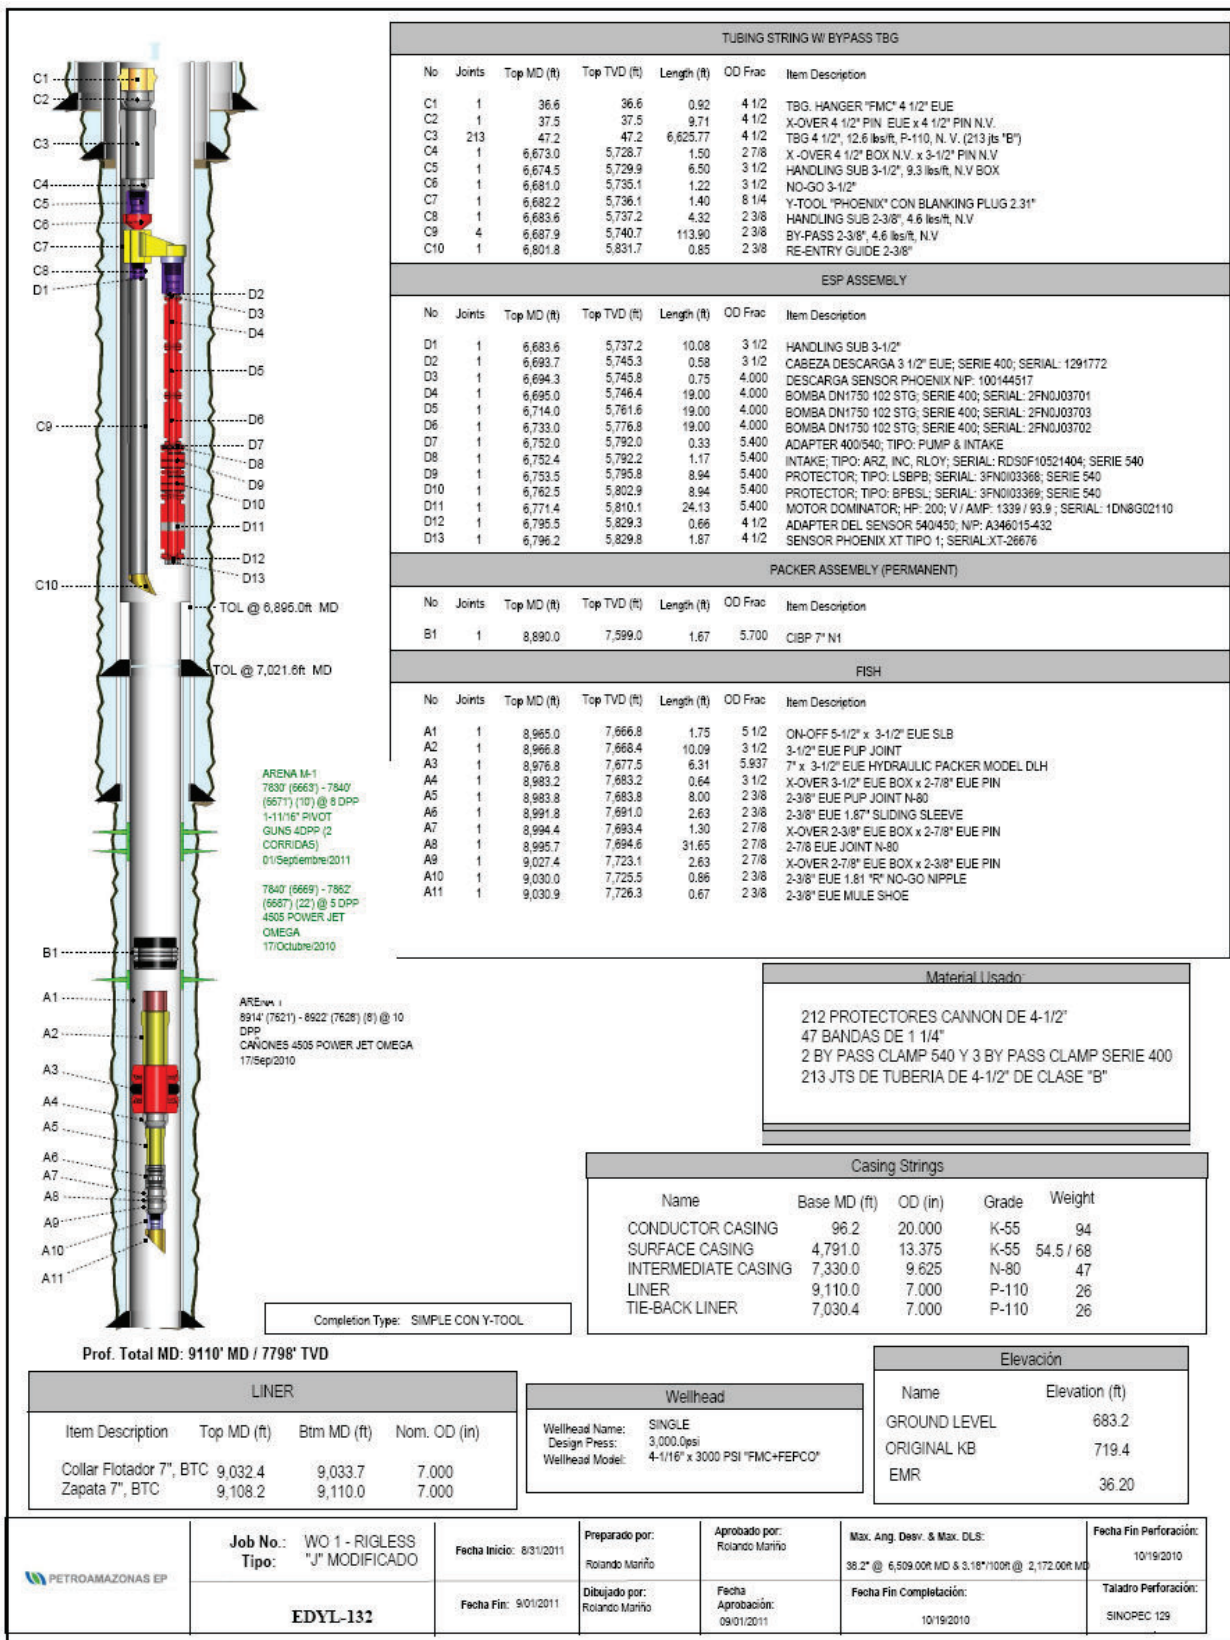 TUBING STRING W/ BYPASS TBG
No Joints Top MD (ft) Top TVD (ft) Length (ft) OD Frac Item Description
C1 1 36.6 36.6 0.92 4 1/2 TBG. HANGER "FMC" 4 1/2" EUE
C2 1 37.5 37.5 9.71 4 1/2 X-OVER 4 1/2" PIN EUE x 4 1/2" PIN N.V.
C3 213 47.2 47.2 6,625.77 4 1/2 TBG 4 1/2", 12.6 lbs/ft, P-110, N. V. (213 jts "B")
C4 1 6,673.0 5,728.7 1.50 2 7/8 X -OVER 4 1/2" BOX N.V. x 3-1/2" PIN N.V
C5 1 6,674.5 5,729.9 6.50 3 1/2 HANDLING SUB 3-1/2", 9.3 lbs/ft, N.V BOX
C6 1 6,681.0 5,735.1 1.22 3 1/2 NO-GO 3-1/2"
C7 1 6,682.2 5,736.1 1.40 8 1/4 Y-TOOL "PHOENIX" CON BLANKING PLUG 2.31"
C8 1 6,683.6 5,737.2 4.32 2 3/8 HANDLING SUB 2-3/8", 4.6 lbs/ft, N.V
C9 4 6,687.9 5,740.7 113.90 2 3/8 BY-PASS 2-3/8", 4.6 lbs/ft, N.V
C10 1 6,801.8 5,831.7 0.85 2 3/8 RE-ENTRY GUIDE 2-3/8"
ESP ASSEMBLY
No Joints Top MD (ft) Top TVD (ft) Length (ft) OD Frac Item Description
D1 1 6,683.6 5,737.2 10.08 3 1/2 HANDLING SUB 3-1/2"
D2 1 6,693.7 5,745.3 0.58 3 1/2 CABEZA DESCARGA 3 1/2" EUE; SERIE 400; SERIAL: 1291772
D3 1 6,694.3 5,745.8 0.75 4.000 DESCARGA SENSOR PHOENIX N/P: 100144517
D4 1 6,695.0 5,746.4 19.00 4.000 BOMBA DN1750 102 STG; SERIE 400; SERIAL: 2FN0J03701
D5 1 6,714.0 5,761.6 19.00 4.000 BOMBA DN1750 102 STG; SERIE 400; SERIAL: 2FN0J03703
D6 1 6,733.0 5,776.8 19.00 4.000 BOMBA DN1750 102 STG; SERIE 400; SERIAL: 2FN0J03702
D7 1 6,752.0 5,792.0 0.33 5.400 ADAPTER 400/540; TIPO: PUMP & INTAKE
D8 1 6,752.4 5,792.2 1.17 5.400 INTAKE; TIPO: ARZ, INC, RLOY; SERIAL: RDS0F10521404; SERIE 540
D9 1 6,753.5 5,795.8 8.94 5.400 PROTECTOR; TIPO: LSBPB; SERIAL: 3FN0I03368; SERIE 540
D10 1 6,762.5 5,802.9 8.94 5.400 PROTECTOR; TIPO: BPBSL; SERIAL: 3FN0I03369; SERIE 540
D11 1 6,771.4 5,810.1 24.13 5.400 MOTOR DOMINATOR; HP: 200; V / AMP: 1339 / 93.9 ; SERIAL: 1DN8G02110
D12 1 6,795.5 5,829.3 0.66 4 1/2 ADAPTER DEL SENSOR 540/450; N/P: A346015-432
D13 1 6,796.2 5,829.8 1.87 4 1/2 SENSOR PHOENIX XT TIPO 1; SERIAL:XT-26676
PACKER ASSEMBLY (PERMANENT)
No Joints Top MD (ft) Top TVD (ft) Length (ft) OD Frac Item Description
B1 1 8,890.0 7,599.0 1.67 5.700 CIBP 7" N1
FISH
No Joints Top MD (ft) Top TVD (ft) Length (ft) OD Frac Item Description
A1 1 8,965.0 7,666.8 1.75 5 1/2 ON-OFF 5-1/2" x 3-1/2" EUE SLB
A2 1 8,966.8 7,668.4 10.09 3 1/2 3-1/2" EUE PUP JOINT
A3 1 8,976.8 7,677.5 6.31 5.937 7" x 3-1/2" EUE HYDRAULIC PACKER MODEL DLH
A4 1 8,983.2 7,683.2 0.64 3 1/2 X-OVER 3-1/2" EUE BOX x 2-7/8" EUE PIN
A5 1 8,983.8 7,683.8 8.00 2 3/8 2-3/8" EUE PUP JOINT N-80
A6 1 8,991.8 7,691.0 2.63 2 3/8 2-3/8" EUE 1.87" SLIDING SLEEVE
A7 1 8,994.4 7,693.4 1.30 2 7/8 X-OVER 2-3/8" EUE BOX x 2-7/8" EUE PIN
A8 1 8,995.7 7,694.6 31.65 2 7/8 2-7/8 EUE JOINT N-80
A9 1 9,027.4 7,723.1 2.63 2 7/8 X-OVER 2-7/8" EUE BOX x 2-3/8" EUE PIN
A10 1 9,030.0 7,725.5 0.86 2 3/8 2-3/8" EUE 1.81 "R" NO-GO NIPPLE
A11 1 9,030.9 7,726.3 0.67 2 3/8 2-3/8" EUE MULE SHOE
C1
C2
C3
C4
C5
C6
C7
C8
D1
D2
D3
D4
D5
C9
D6
D7
D8
D9
D10
D11
D12
D13
C10
TOL @ 6,895.0ft MD
TOL @ 7,021.6ft MD
ARENA M-1
7830' (6663') - 7840'
(6671') (10') @ 8 DPP
1-11/16" PIVOT
GUNS 4DPP (2
CORRIDAS)
01/Septiembre/2011
7840' (6669') - 7862'
(6687') (22') @ 5 DPP
4505 POWER JET
OMEGA
17/Octubre/2010
B1
A1
ARENA
8914' (7621') - 8922' (7628') (8') @ 10
DPP
CAÑONES 4505 POWER JET OMEGA
17/Sep/2010
A2
A3
A4
A5
A6
A7
A8
A9
A10
A11
Material Usado:
212 PROTECTORES CANNON DE 4-1/2"
47 BANDAS DE 1 1/4"
2 BY PASS CLAMP 540 Y 3 BY PASS CLAMP SERIE 400
213 JTS DE TUBERIA DE 4-1/2" DE CLASE "B"
Casing Strings
Name Base MD (ft) OD (in) Grade Weight
CONDUCTOR CASING 96.2 20.000 K-55 94
SURFACE CASING 4,791.0 13.375 K-55 54.5 / 68
INTERMEDIATE CASING 7,330.0 9.625 N-80 47
LINER 9,110.0 7.000 P-110 26
TIE-BACK LINER 7,030.4 7.000 P-110 26
Completion Type: SIMPLE CON Y-TOOL
Prof. Total MD: 9110' MD / 7798' TVD
LINER
Item Description Top MD (ft) Btm MD (ft) Nom. OD (in)
Collar Flotador 7", BTC 9,032.4 9,033.7 7.000
Zapata 7", BTC 9,108.2 9,110.0 7.000
Wellhead
Wellhead Name: SINGLE
Design Press: 3,000.0psi
Wellhead Model: 4-1/16" x 3000 PSI "FMC+FEPCO"
Elevación
Name Elevation (ft)
GROUND LEVEL 683.2
ORIGINAL KB 719.4
EMR 36.20
PETROAMAZONAS EP
Job No.: WO 1 - RIGLESS
Tipo: "J" MODIFICADO
EDYL-132
Fecha Inicio: 8/31/2011
Fecha Fin: 9/01/2011
Preparado por:
Rolando Mariño
Dibujado por:
Rolando Mariño
Aprobado por:
Rolando Mariño
Fecha
Aprobación:
09/01/2011
Max. Ang. Desv. & Max. DLS:
38.2° @ 6,509.00ft MD & 3.18°/100ft @ 2,172.00ft MD
Fecha Fin Completación:
10/19/2010
Fecha Fin Perforación:
10/19/2010
Taladro Perforación:
SINOPEC 129